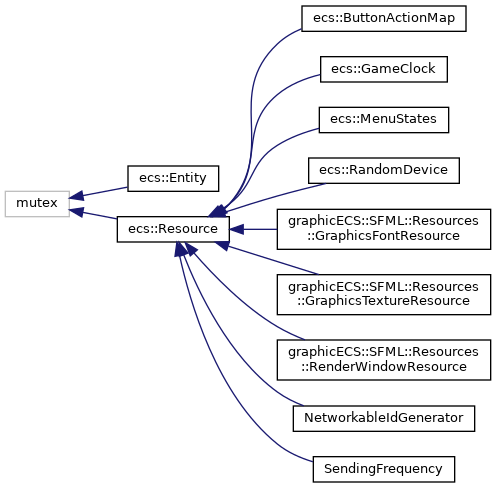 ecs::ButtonActionMap
ecs::GameClock
ecs::MenuStates
ecs::RandomDevice
ecs::Entity
mutex
ecs::Resource
graphicECS::SFML::Resources
::GraphicsFontResource
graphicECS::SFML::Resources
::GraphicsTextureResource
graphicECS::SFML::Resources
::RenderWindowResource
NetworkableIdGenerator
SendingFrequency